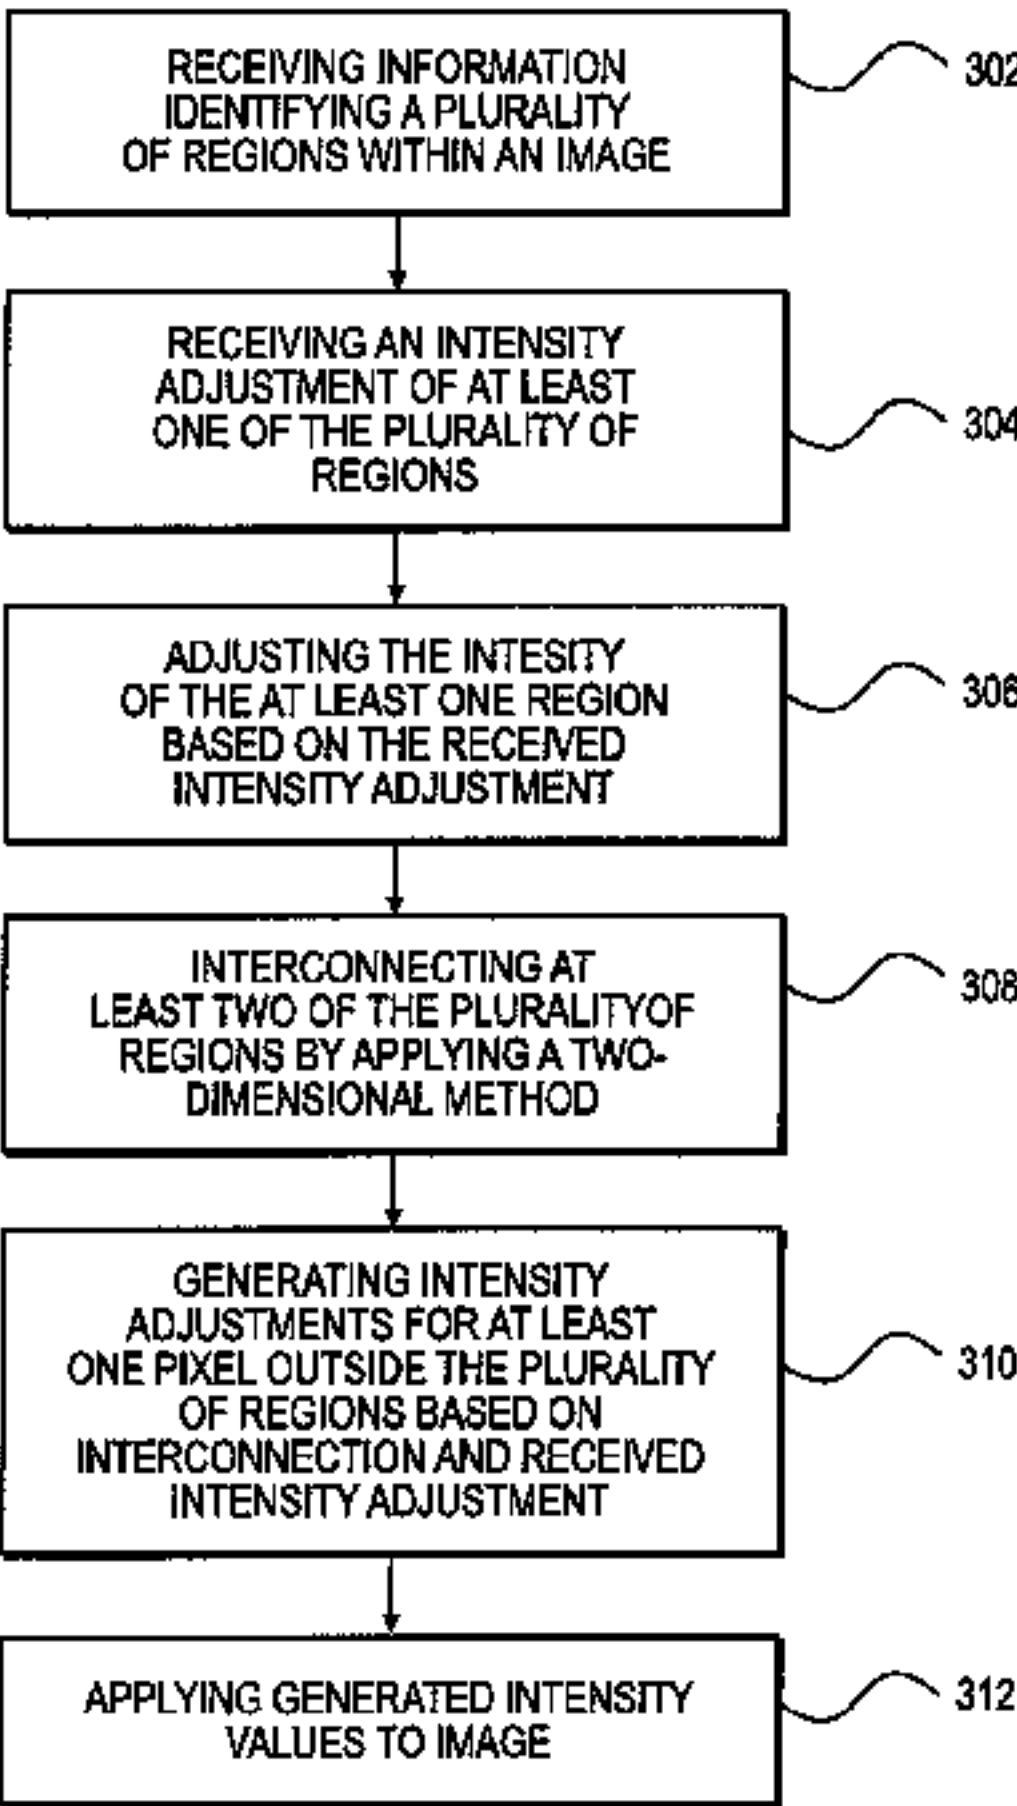 RECEIVING INFORMATION
IDENTIFYING A PLURALITY
OF REGIONS WITHIN AN IMAGE
302
RECEIVING AN INTENSITY
ADJUSTMENT OF AT LEAST
ONE OF THE PLURALITY OF
REGIONS
304
ADJUSTING THE INTESITY
OF THE AT LEAST ONE REGION
BASED ON THE RECEIVED
INTENSITY ADJUSTMENT
306
INTERCONNECTING AT
LEAST TWO OF THE PLURALITYOF
REGIONS BY APPLYING A TWO-
DIMENSIONAL METHOD
308
GENERATING INTENSITY
ADJUSTMENTS FOR AT LEAST
ONE PIXEL OUTSIDE THE PLURALITY
OF REGIONS BASED ON
INTERCONNECTION AND RECEIVED
INTENSITY ADJUSTMENT
310
APPLYING GENERATED INTENSITY
VALUES TO IMAGE
312